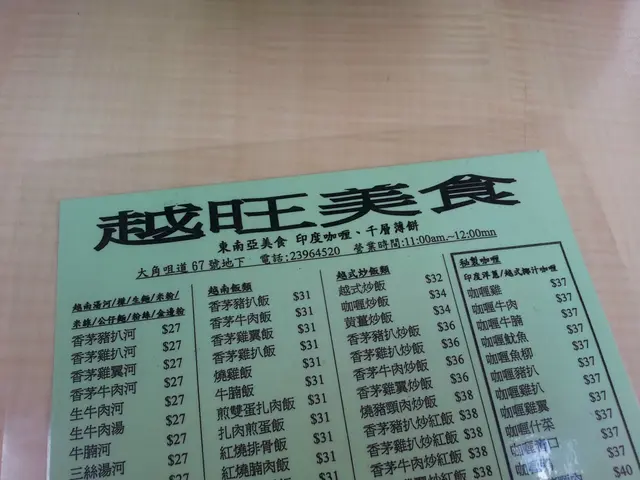 越旺美食
東南亞美食 印度咖喱、千層薄餅
大角咀道 67 號地下 電話:23964520 營業時間:11:00am.~12:00mn
越南湯河/檬/生麵/米粉/
米線/公仔麵/粉絲/金邊粉
香茅豬扒河 $27
香茅雞扒河 $27
香茅雞翼河 $27
香茅牛肉河 $27
生牛肉河 $27
生牛肉湯 $27
牛腩河 $27
三絲湯河 $27
越南飯類
香茅豬扒飯 $31
香茅牛肉飯 $31
香茅雞翼飯 $31
香茅雞扒飯 $31
燒雞飯 $31
牛腩飯 $31
煎雙蛋扎肉飯 $31
扎肉煎蛋飯 $31
紅燒排骨飯 $31
紅燒腩肉飯 $31
越式炒飯類
越式炒飯 $32
咖喱炒飯 $34
黃薑炒飯 $34
香茅豬扒炒飯 $36
香茅雞扒炒飯 $36
香茅牛肉炒飯 $36
香茅雞翼炒飯 $36
燒豬頸肉炒飯 $38
香茅豬扒炒紅飯 $38
香茅雞扒炒紅飯 $38
香茅牛肉炒紅飯 $38
香茅雞翼炒紅飯 $38
秘製咖喱
印度洋蔥/越式椰汁咖喱
咖喱雞 $37
咖喱牛肉 $37
咖喱牛腩 $37
咖喱魷魚 $37
咖喱魚柳 $37
咖喱豬扒 $37
咖喱雞扒 $37
咖喱雞翼 $37
咖喱什菜 $37
$37
$40